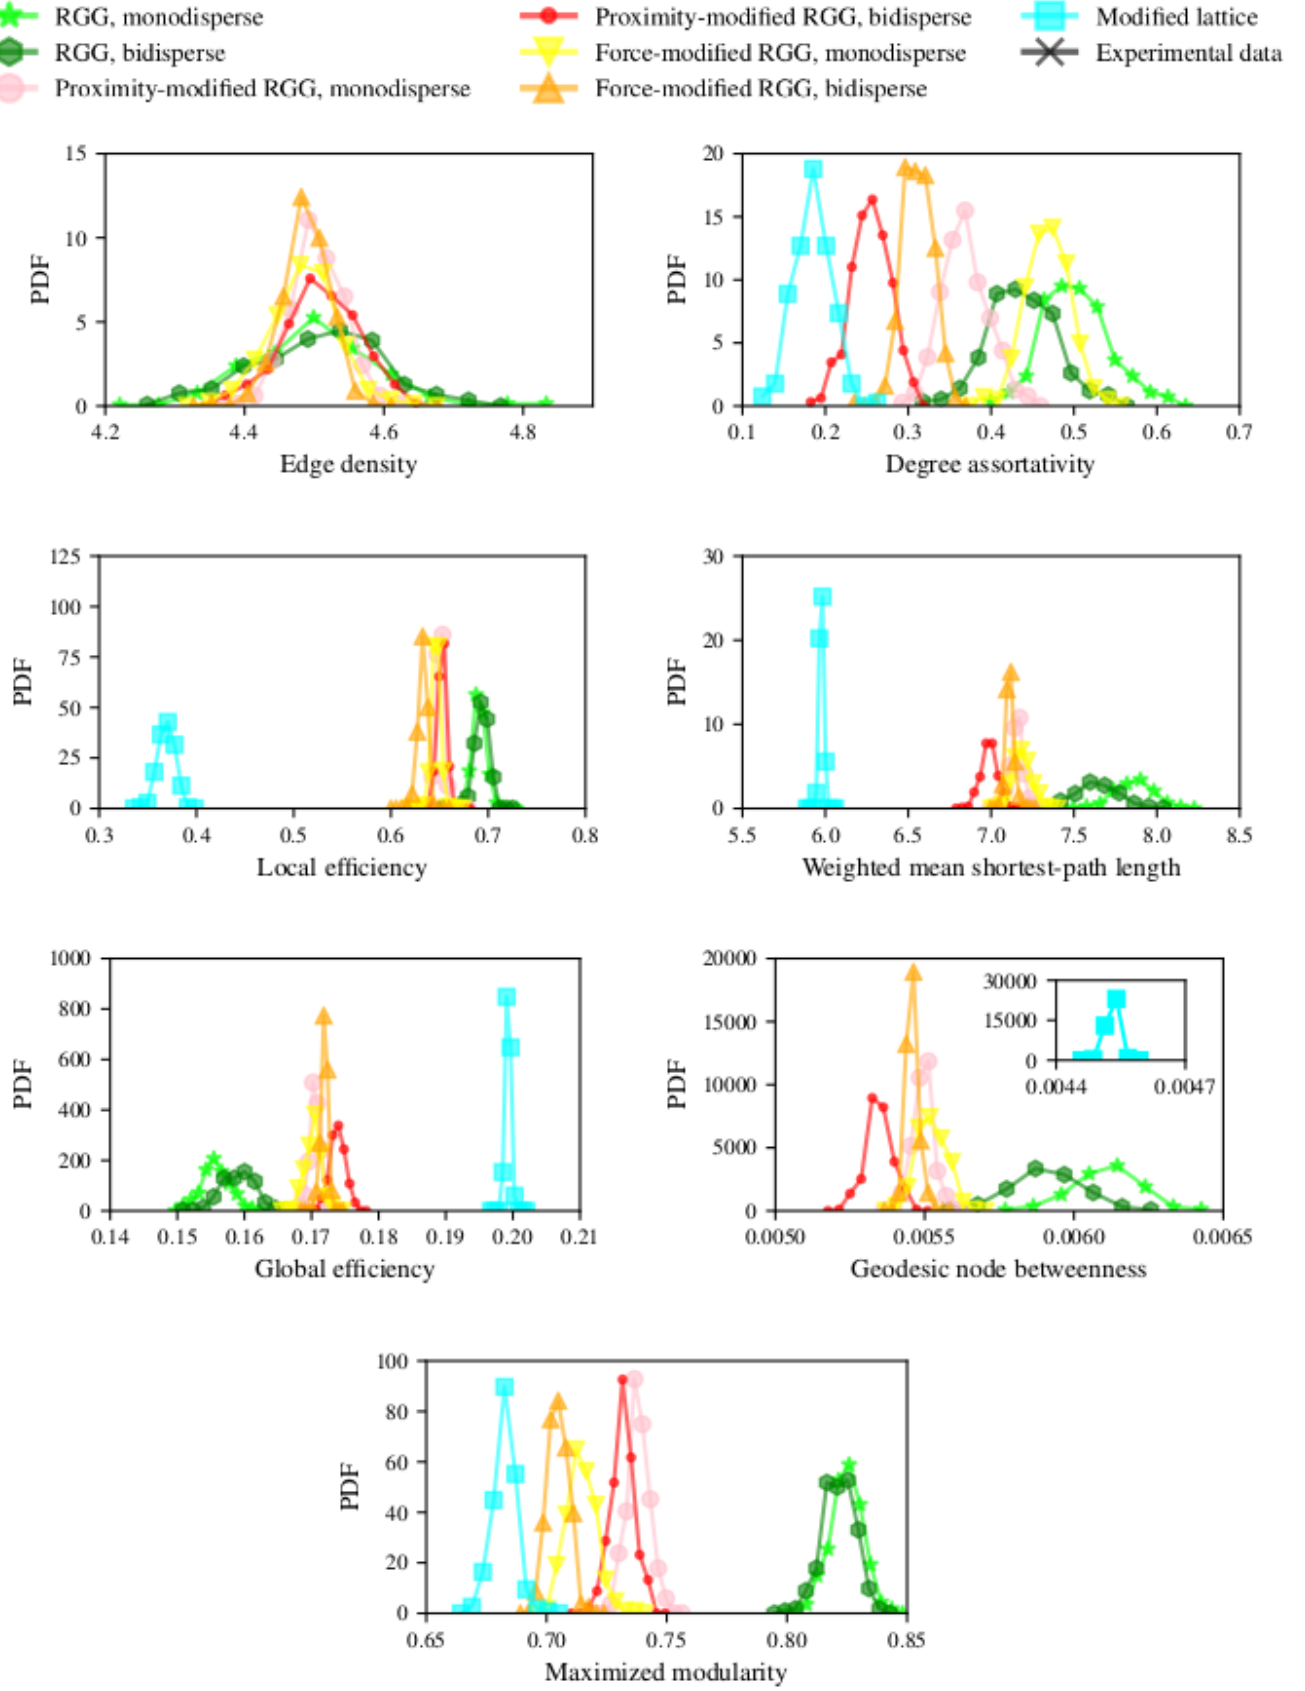 RGG, monodisperse
RGG, bidisperse
Proximity-modified RGG, monodisperse
Proximity-modified RGG, bidisperse
Force-modified RGG, monodisperse
Force-modified RGG, bidisperse
Modified lattice
Experimental data
15
10
5
0
PDF
4.2 4.4 4.6 4.8
Edge density
20
15
10
5
0
PDF
0.1 0.2 0.3 0.4 0.5 0.6 0.7
Degree assortativity
125
100
75
50
25
0
PDF
0.3 0.4 0.5 0.6 0.7 0.8
Local efficiency
30
20
10
0
PDF
5.5 6.0 6.5 7.0 7.5 8.0 8.5
Weighted mean shortest-path length
1000
800
600
400
200
0
PDF
0.14 0.15 0.16 0.17 0.18 0.19 0.20 0.21
Global efficiency
20000
15000
10000
5000
0
PDF
30000
15000
0
0.0044 0.0047
0.0050 0.0055 0.0060 0.0065
Geodesic node betweenness
100
80
60
40
20
0
PDF
0.65 0.70 0.75 0.80 0.85
Maximized modularity